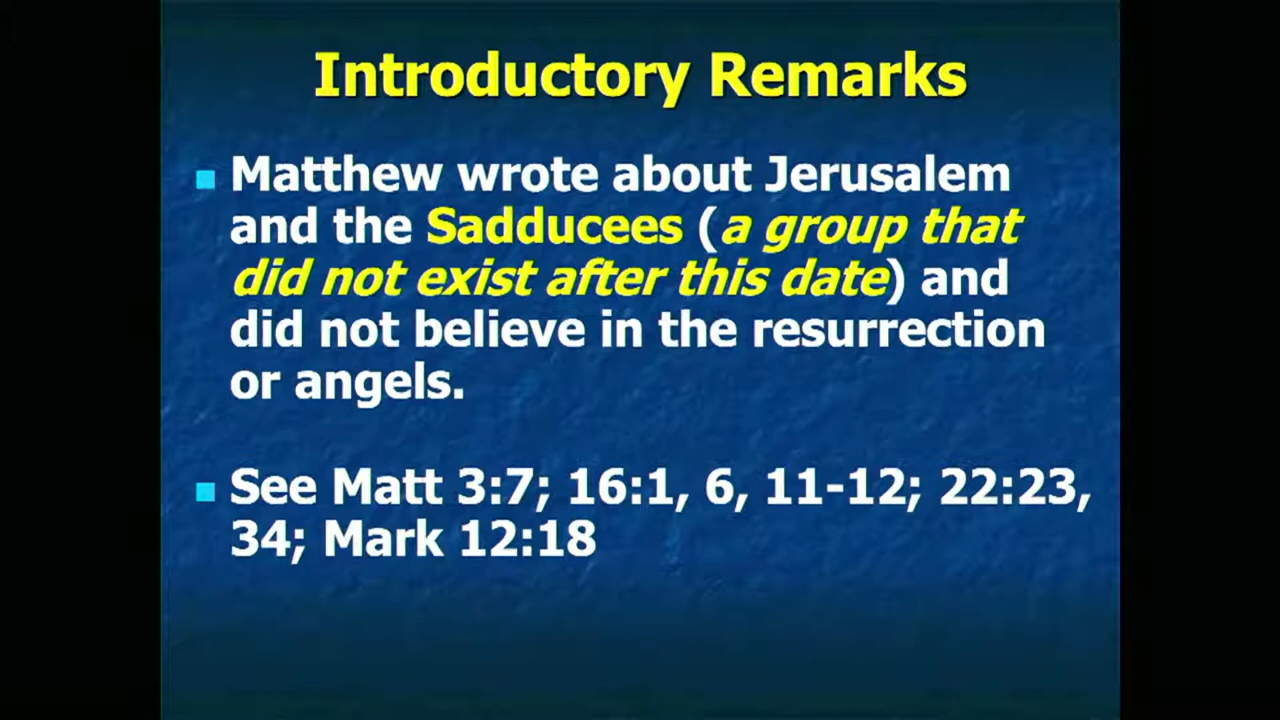 Introductory Remarks
Matthew wrote about Jerusalem
and the Sadducees (a group that
did not exist after this date) and
did not believe in the resurrection
or angels.
See Matt 3:7; 16:1, 6, 11-12; 22:23,
34; Mark 12:18